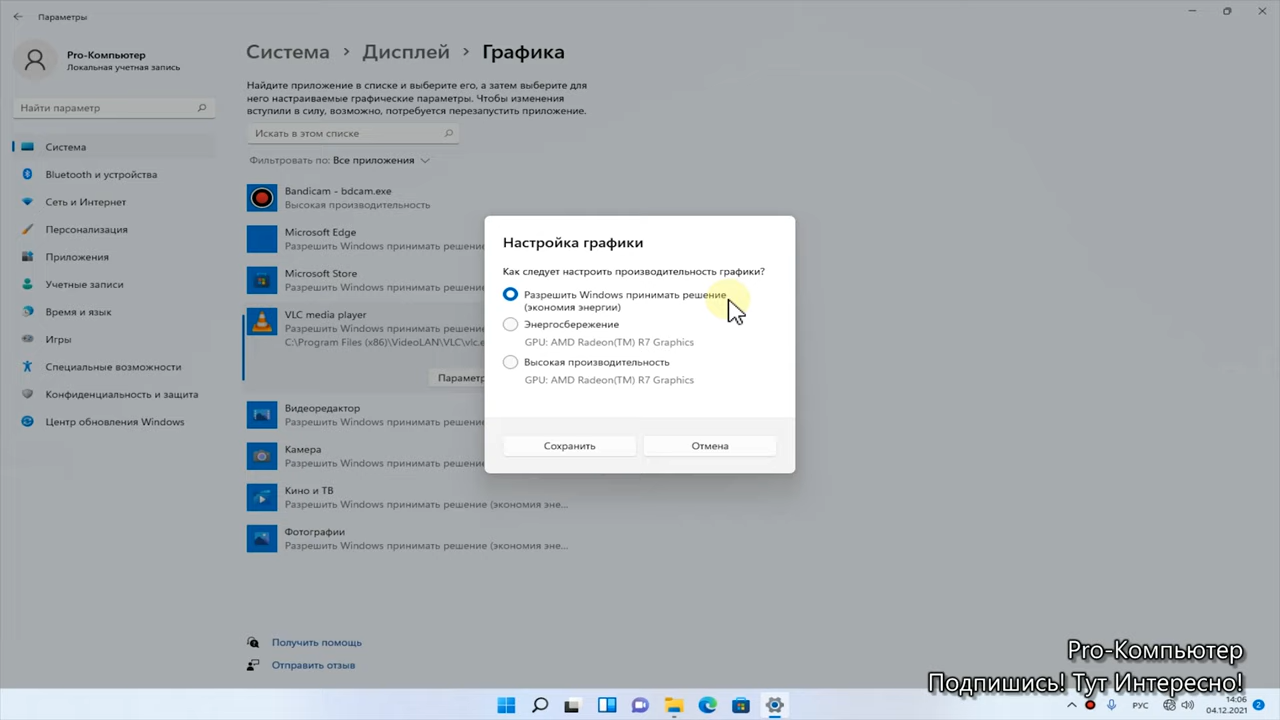 Параметры
Pro-Компьютер
Локальная учетная запись
Найти параметр
Система
Bluetooth и устройства
Сеть и Интернет
Персонализация
Приложения
Учетные записи
Время и язык
Игры
Специальные возможности
Конфиденциальность и защита
Центр обновления Windows
Система > Дисплей > Графика
Найдите приложение в списке и выберите его, а затем выберите для
него настраиваемые графические параметры. Чтобы изменения
вступили в силу, возможно, потребуется перезапустить приложение.
Искать в этом списке
Фильтровать по: Все приложения
Bandicam - bdcam.exe
Высокая производительность
Microsoft Edge
Разрешить Windows принимать решение
Microsoft Store
Разрешить Windows принимать решение
VLC media player
Разрешить Windows принимать решение
C:\Program Files (x86)\VideoLAN\VLC\vlc.e
Параметр
Видеоредактор
Разрешить Windows принимать решение
Камера
Разрешить Windows принимать решение
Кино и ТВ
Разрешить Windows принимать решение (экономия эне...
Фотографии
Разрешить Windows принимать решение (экономия эне...
Получить помощь
Отправить отзыв
Настройка графики
Как следует настроить производительность графики?
Разрешить Windows принимать решение
(экономия энергии)
Энергосбережение
GPU: AMD Radeon(TM) R7 Graphics
Высокая производительность
GPU: AMD Radeon(TM) R7 Graphics
Сохранить
Отмена
Pro-Компьютер
Подпишись! Тут Интересно!
РУС
14:06
04.12.2021
2